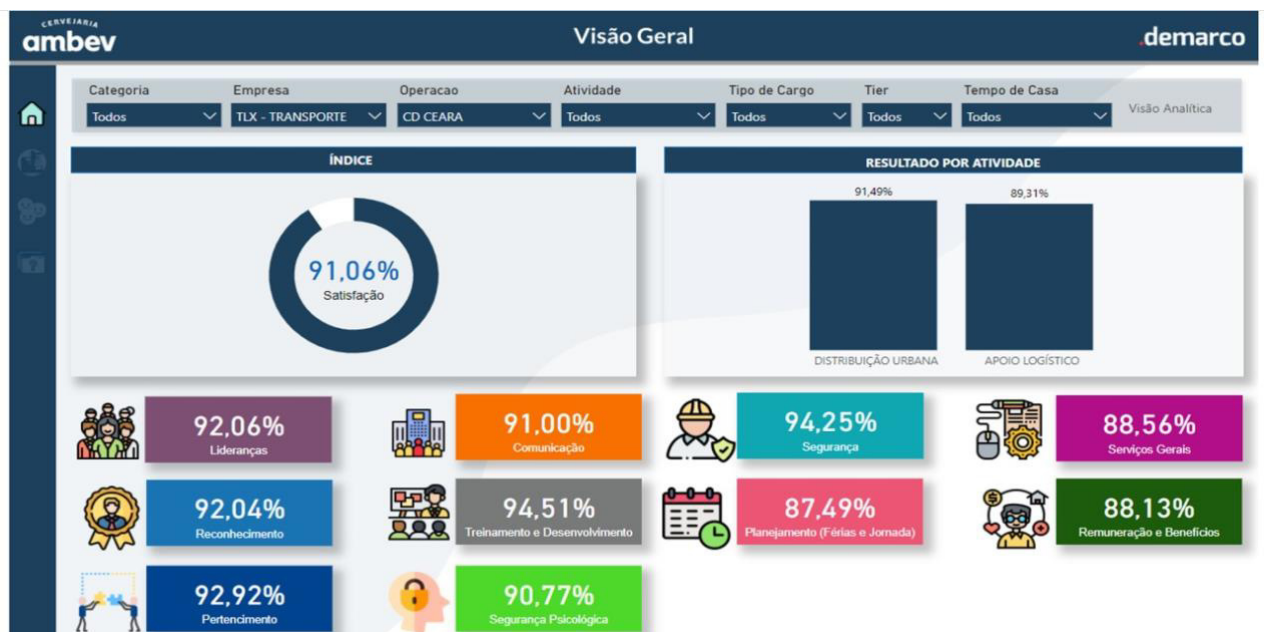 CERVEJARIA
ambev
Visão Geral
.demarco
Categoria Empresa Operacao Atividade Tipo de Cargo Tier Tempo de Casa
Todos TLX - TRANSPORTE CD CEARA Todos Todos Todos Todos Visão Analítica
ÍNDICE
91,06%
Satisfação
RESULTADO POR ATIVIDADE
91,49% 89,31%
DISTRIBUIÇÃO URBANA APOIO LOGÍSTICO
92,06%
Lideranças
91,00%
Comunicação
94,25%
Segurança
88,56%
Serviços Gerais
92,04%
Reconhecimento
94,51%
Treinamento e Desenvolvimento
87,49%
Planejamento (Férias e Jornada)
88,13%
Remuneração e Benefícios
92,92%
Pertencimento
90,77%
Segurança Psicológica